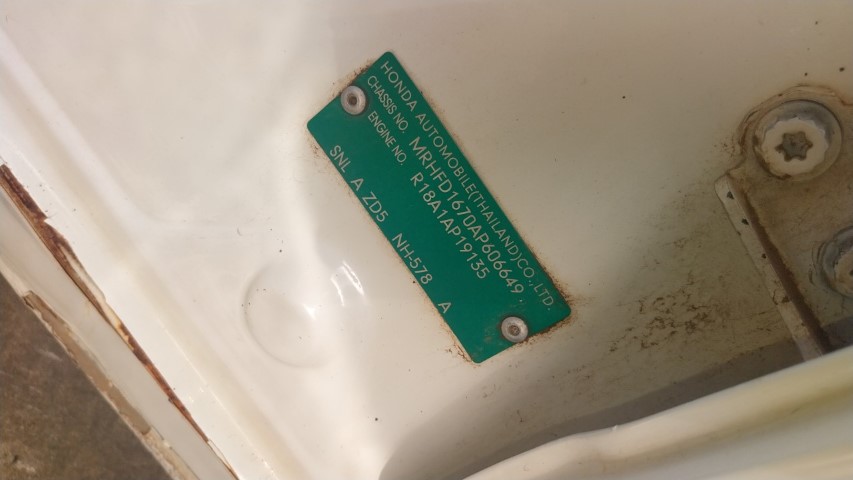 HONDA AUTOMOBILE(THAILAND)CO.,LTD.
CHASSIS NO. MRHFD1670AP606649
ENGINE NO. R18A1AP19135
SNL A ZD5 NH-578 A